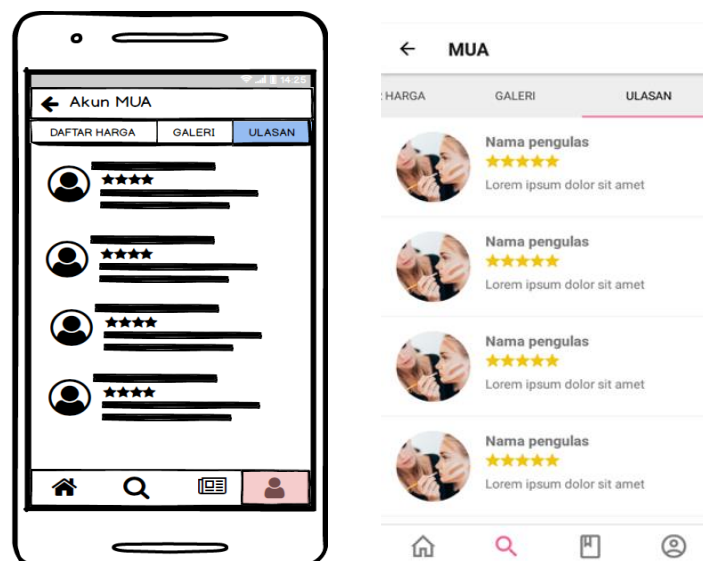 14:25
Akun MUA
DAFTAR HARGA GALERI ULASAN
MUA
HARGA GALERI ULASAN
Nama pengulas
Lorem ipsum dolor sit amet
Nama pengulas
Lorem ipsum dolor sit amet
Nama pengulas
Lorem ipsum dolor sit amet
Nama pengulas
Lorem ipsum dolor sit amet